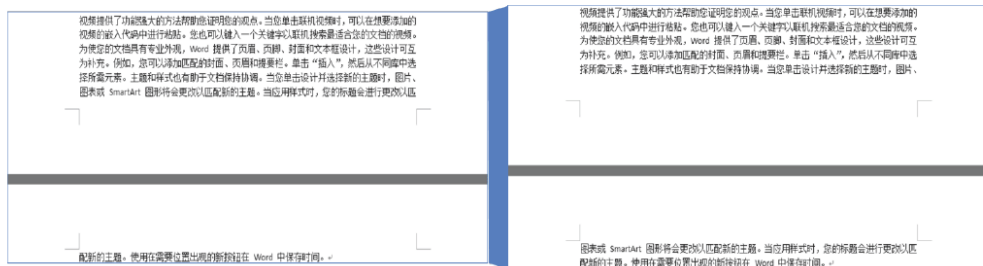 视频提供了功能强大的方法帮助您证明您的观点。当您单击联机视频时，可以在想要添加的
视频的嵌入代码中进行粘贴。您也可以键入一个关键字以联机搜索最适合您的文档的视频。
为使您的文档具有专业外观，Word 提供了页眉、页脚、封面和文本框设计，这些设计可互
为补充。例如，您可以添加匹配的封面、页眉和提要栏。单击“插入”，然后从不同库中选
择所需元素。主题和样式也有助于文档保持协调。当您单击设计并选择新的主题时，图片、
图表或 SmartArt 图形将会更改以匹配新的主题。当应用样式时，您的标题会进行更改以匹
配新的主题。使用在需要位置出现的新按钮在 Word 中保存时间。
视频提供了功能强大的方法帮助您证明您的观点。当您单击联机视频时，可以在想要添加的
视频的嵌入代码中进行粘贴。您也可以键入一个关键字以联机搜索最适合您的文档的视频。
为使您的文档具有专业外观，Word 提供了页眉、页脚、封面和文本框设计，这些设计可互
为补充。例如，您可以添加匹配的封面、页眉和提要栏。单击“插入”，然后从不同库中选
择所需元素。主题和样式也有助于文档保持协调。当您单击设计并选择新的主题时，图片、
图表或 SmartArt 图形将会更改以匹配新的主题。当应用样式时，您的标题会进行更改以匹
配新的主题。使用在需要位置出现的新按钮在 Word 中保存时间。